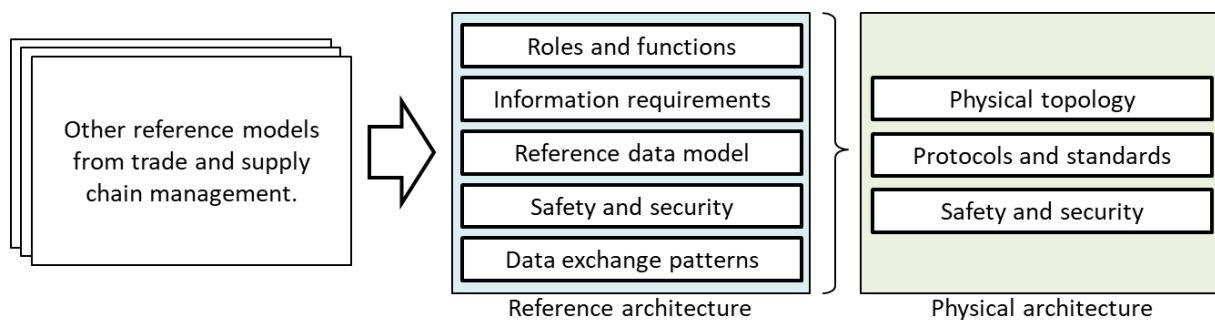 Other reference models
from trade and supply
chain management.
Roles and functions
Information requirements
Reference data model
Safety and security
Data exchange patterns
Reference architecture
Physical topology
Protocols and standards
Safety and security
Physical architecture